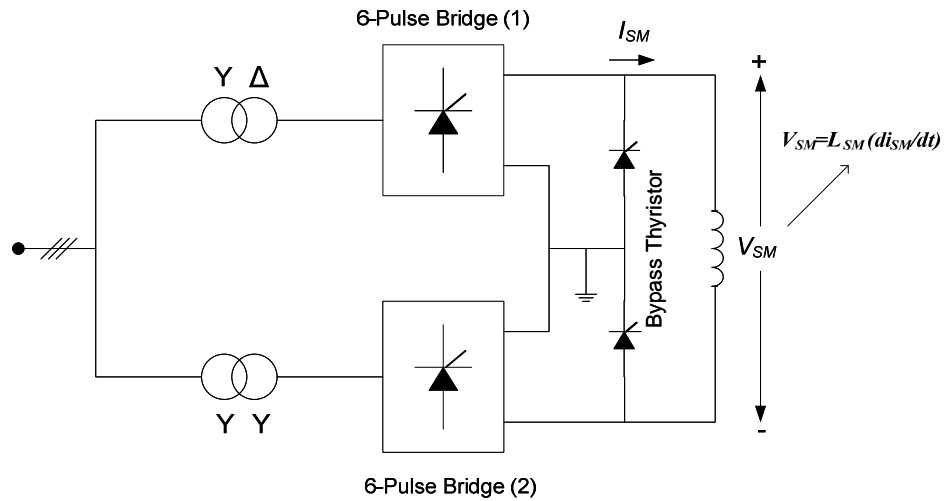 6-Pulse Bridge (1)
I_SM
Y Δ
+
V_SM=L_SM(di_SM/dt)
Bypass Thyristor
V_SM
Y Y
-
6-Pulse Bridge (2)